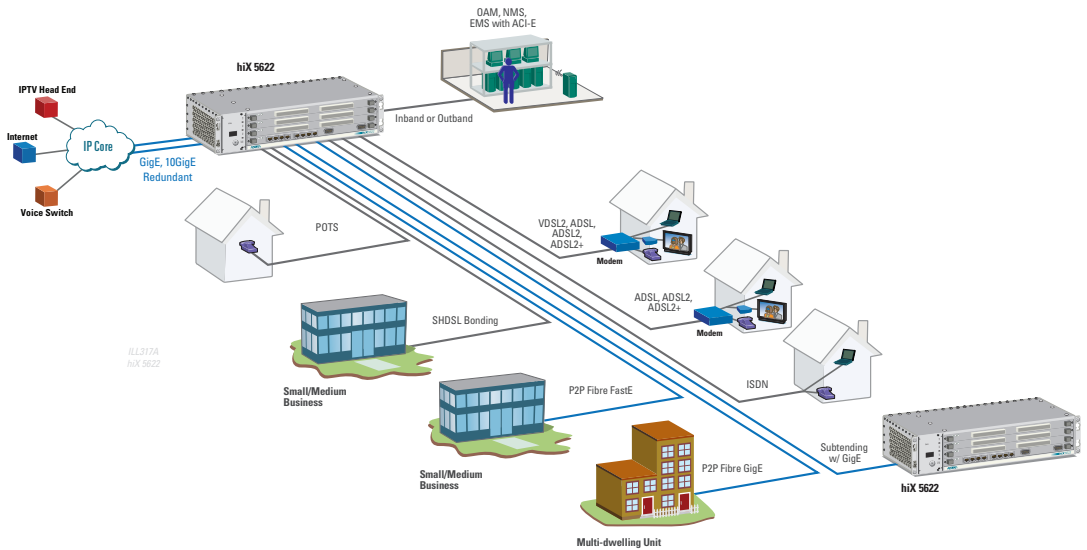 OAM, NMS,
EMS with ACI-E
hiX 5622
hiX 5622
IPTV Head End
Internet
IP Core
Inband or Outband
GigE, 10GigE
Redundant
Voice Switch
POTS
VDSL2, ADSL,
ADSL2,
ADSL2+
Modem
ADSL, ADSL2,
ADSL2+
Modem
SHDSL Bonding
ILL317A
hiX 5622
Small/Medium
Business
ISDN
P2P Fibre FastE
Subtending
w/ GigE
Small/Medium
Business
P2P Fibre GigE
hiX 5622
Multi-dwelling Unit